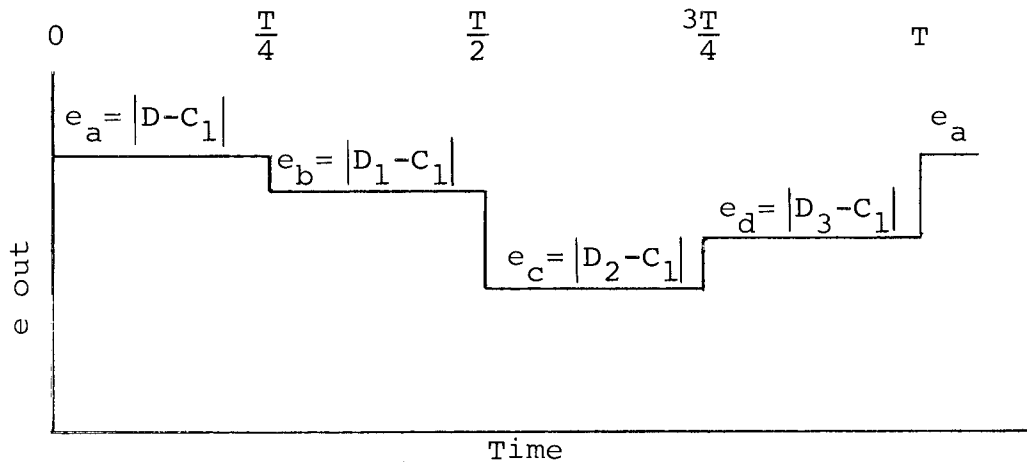 0 T/4 T/2 3T/4 T
e_a = |D-C_1|
e_a
e_b = |D_1-C_1|
e_d = |D_3-C_1|
e_c = |D_2-C_1|
e out
Time